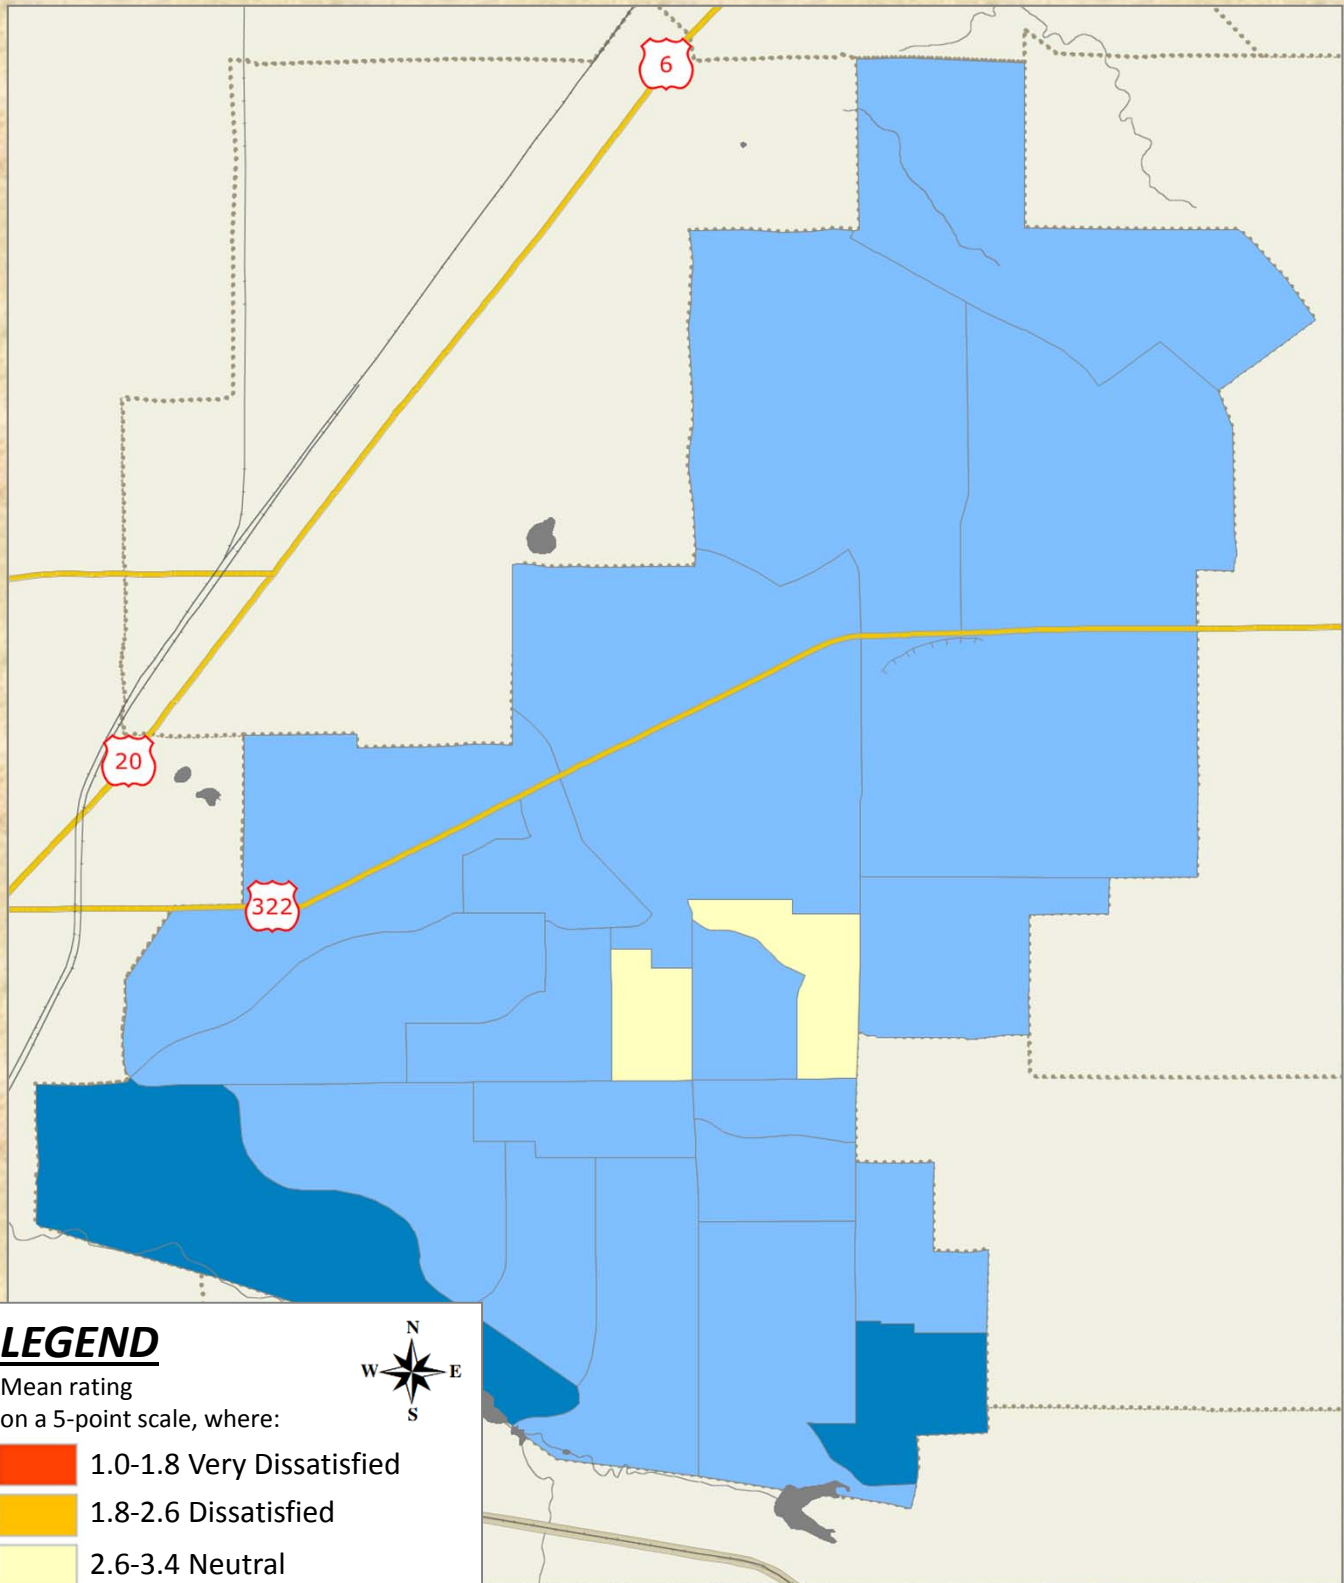 6
20
322
LEGEND
N
W E
S
Mean rating
on a 5-point scale, where:
1.0-1.8 Very Dissatisfied
1.8-2.6 Dissatisfied
2.6-3.4 Neutral